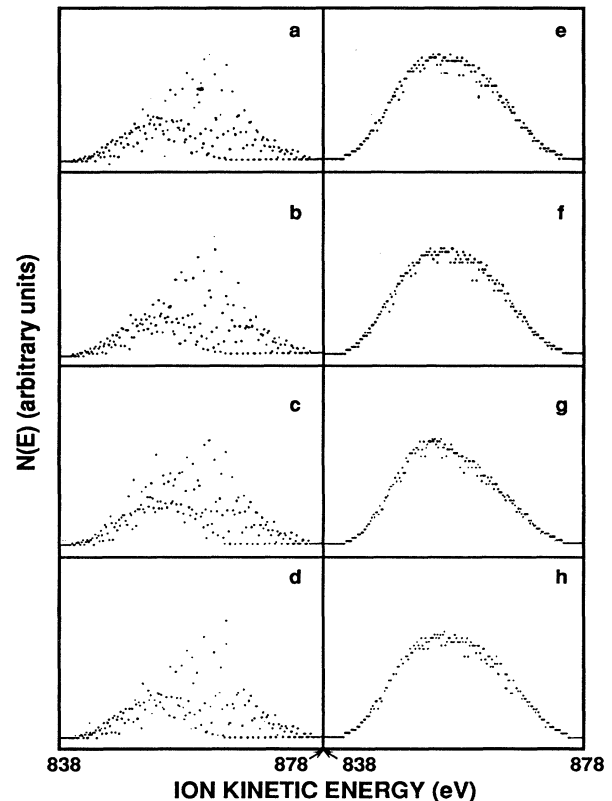 a
e
b
f
c
g
d
h
N(E) (arbitrary units)
838
878
838
878
ION KINETIC ENERGY (eV)